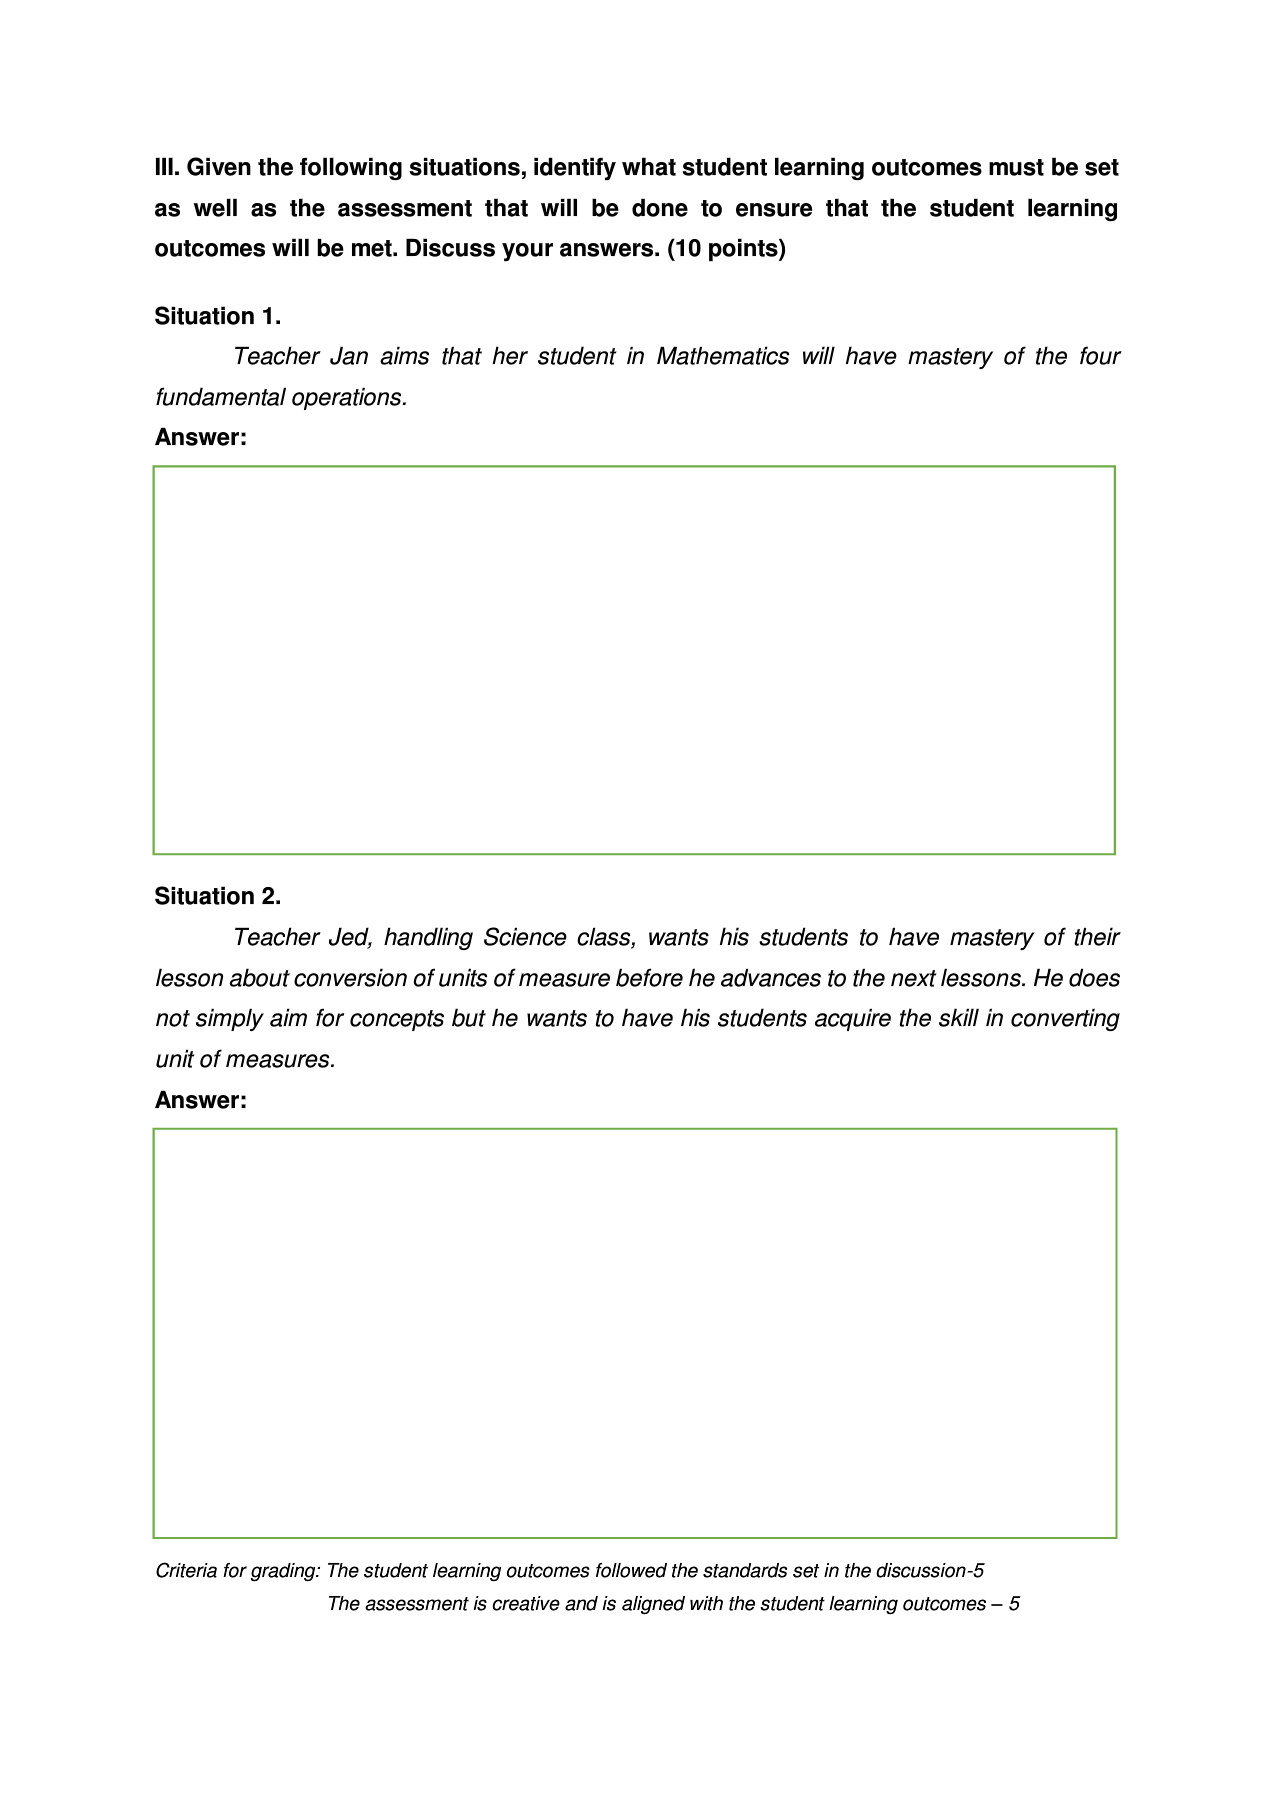 III. Given the following situations, identify what student learning outcomes must be set
as well as the assessment that will be done to ensure that the student learning
outcomes will be met. Discuss your answers. (10 points)
Situation 1.
Teacher Jan aims that her student in Mathematics will have mastery of the four
fundamental operations.
Answer:
Situation 2.
Teacher Jed, handling Science class, wants his students to have mastery of their
lesson about conversion of units of measure before he advances to the next lessons. He does
not simply aim for concepts but he wants to have his students acquire the skill in converting
unit of measures.
Answer:
Criteria for grading: The student learning outcomes followed the standards set in the discussion-5
The assessment is creative and is aligned with the student learning outcomes – 5